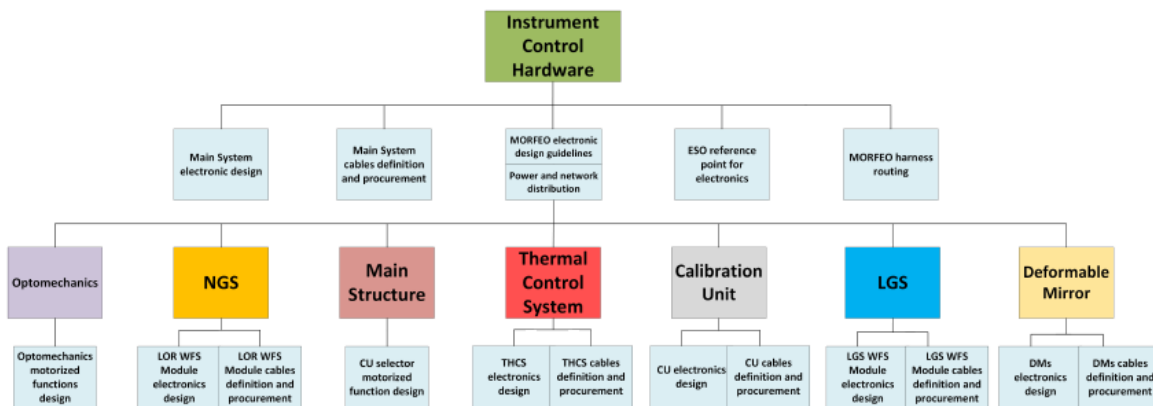 Instrument
Control
Hardware
Main System
electronic design
Main System
cables definition
and procurement
MORFEO electronic
design guidelines
Power and network
distribution
ESO reference
point for
electronics
MORFEO harness
routing
Optomechanics
NGS
Main
Structure
Thermal
Control
System
Calibration
Unit
LGS
Deformable
Mirror
Optomechanics
motorized
functions
design
LOR WFS
Module
electronics
design
LOR WFS
Module cables
definition and
procurement
CU selector
motorized
function design
THCS
electronics
design
THCS cables
definition and
procurement
CU electronics
design
CU cables
definition and
procurement
LGS WFS
Module
electronics
design
LGS WFS
Module cables
definition and
procurement
DMs
electronics
design
DMs cables
definition and
procurement